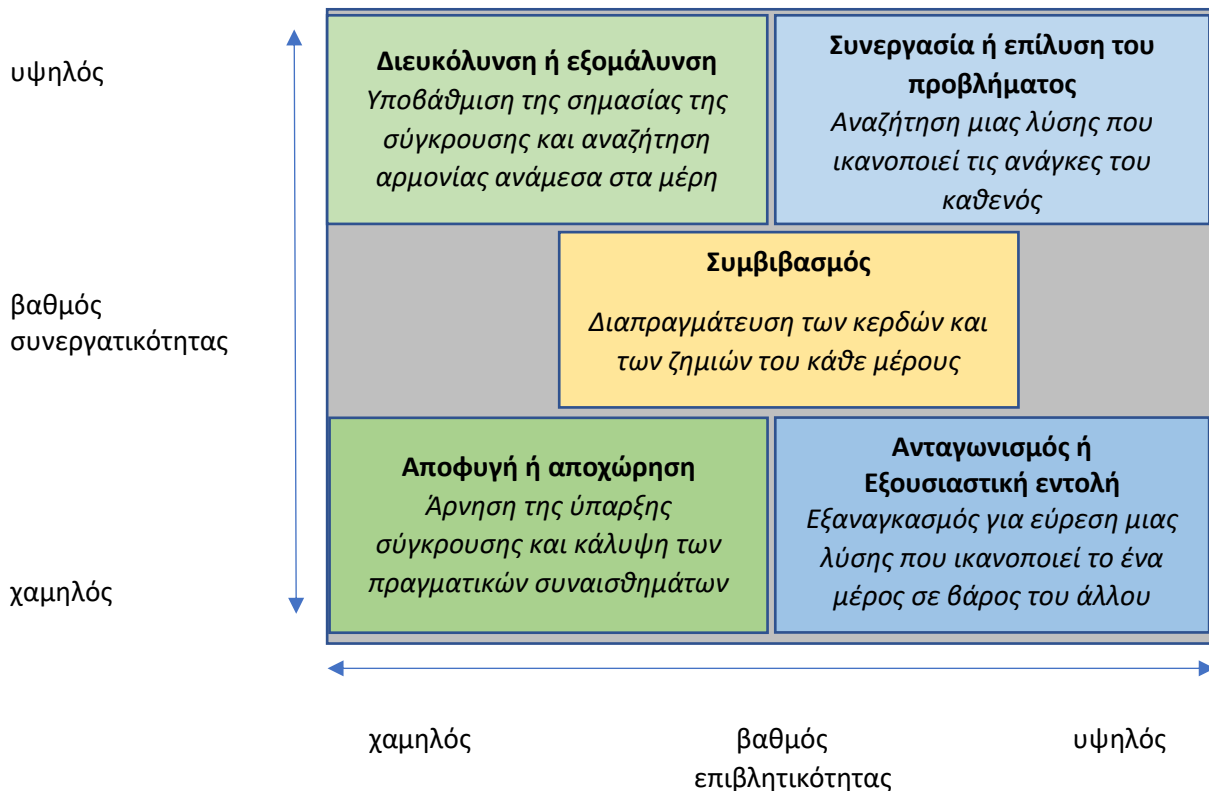 υψηλός
Διευκόλυνση ή εξομάλυνση
Υποβάθμιση της σημασίας της
σύγκρουσης και αναζήτηση
αρμονίας ανάμεσα στα μέρη
Συνεργασία ή επίλυση του
προβλήματος
Αναζήτηση μιας λύσης που
ικανοποιεί τις ανάγκες του
καθενός
βαθμός
συνεργατικότητας
Συμβιβασμός
Διαπραγμάτευση των κερδών και
των ζημιών του κάθε μέρους
χαμηλός
Αποφυγή ή αποχώρηση
Άρνηση της ύπαρξης
σύγκρουσης και κάλυψη των
πραγματικών συναισθημάτων
Ανταγωνισμός ή
Εξουσιαστική εντολή
Εξαναγκασμός για εύρεση μιας
λύσης που ικανοποιεί το ένα
μέρος σε βάρος του άλλου
χαμηλός
βαθμός
επιβλητικότητας
υψηλός